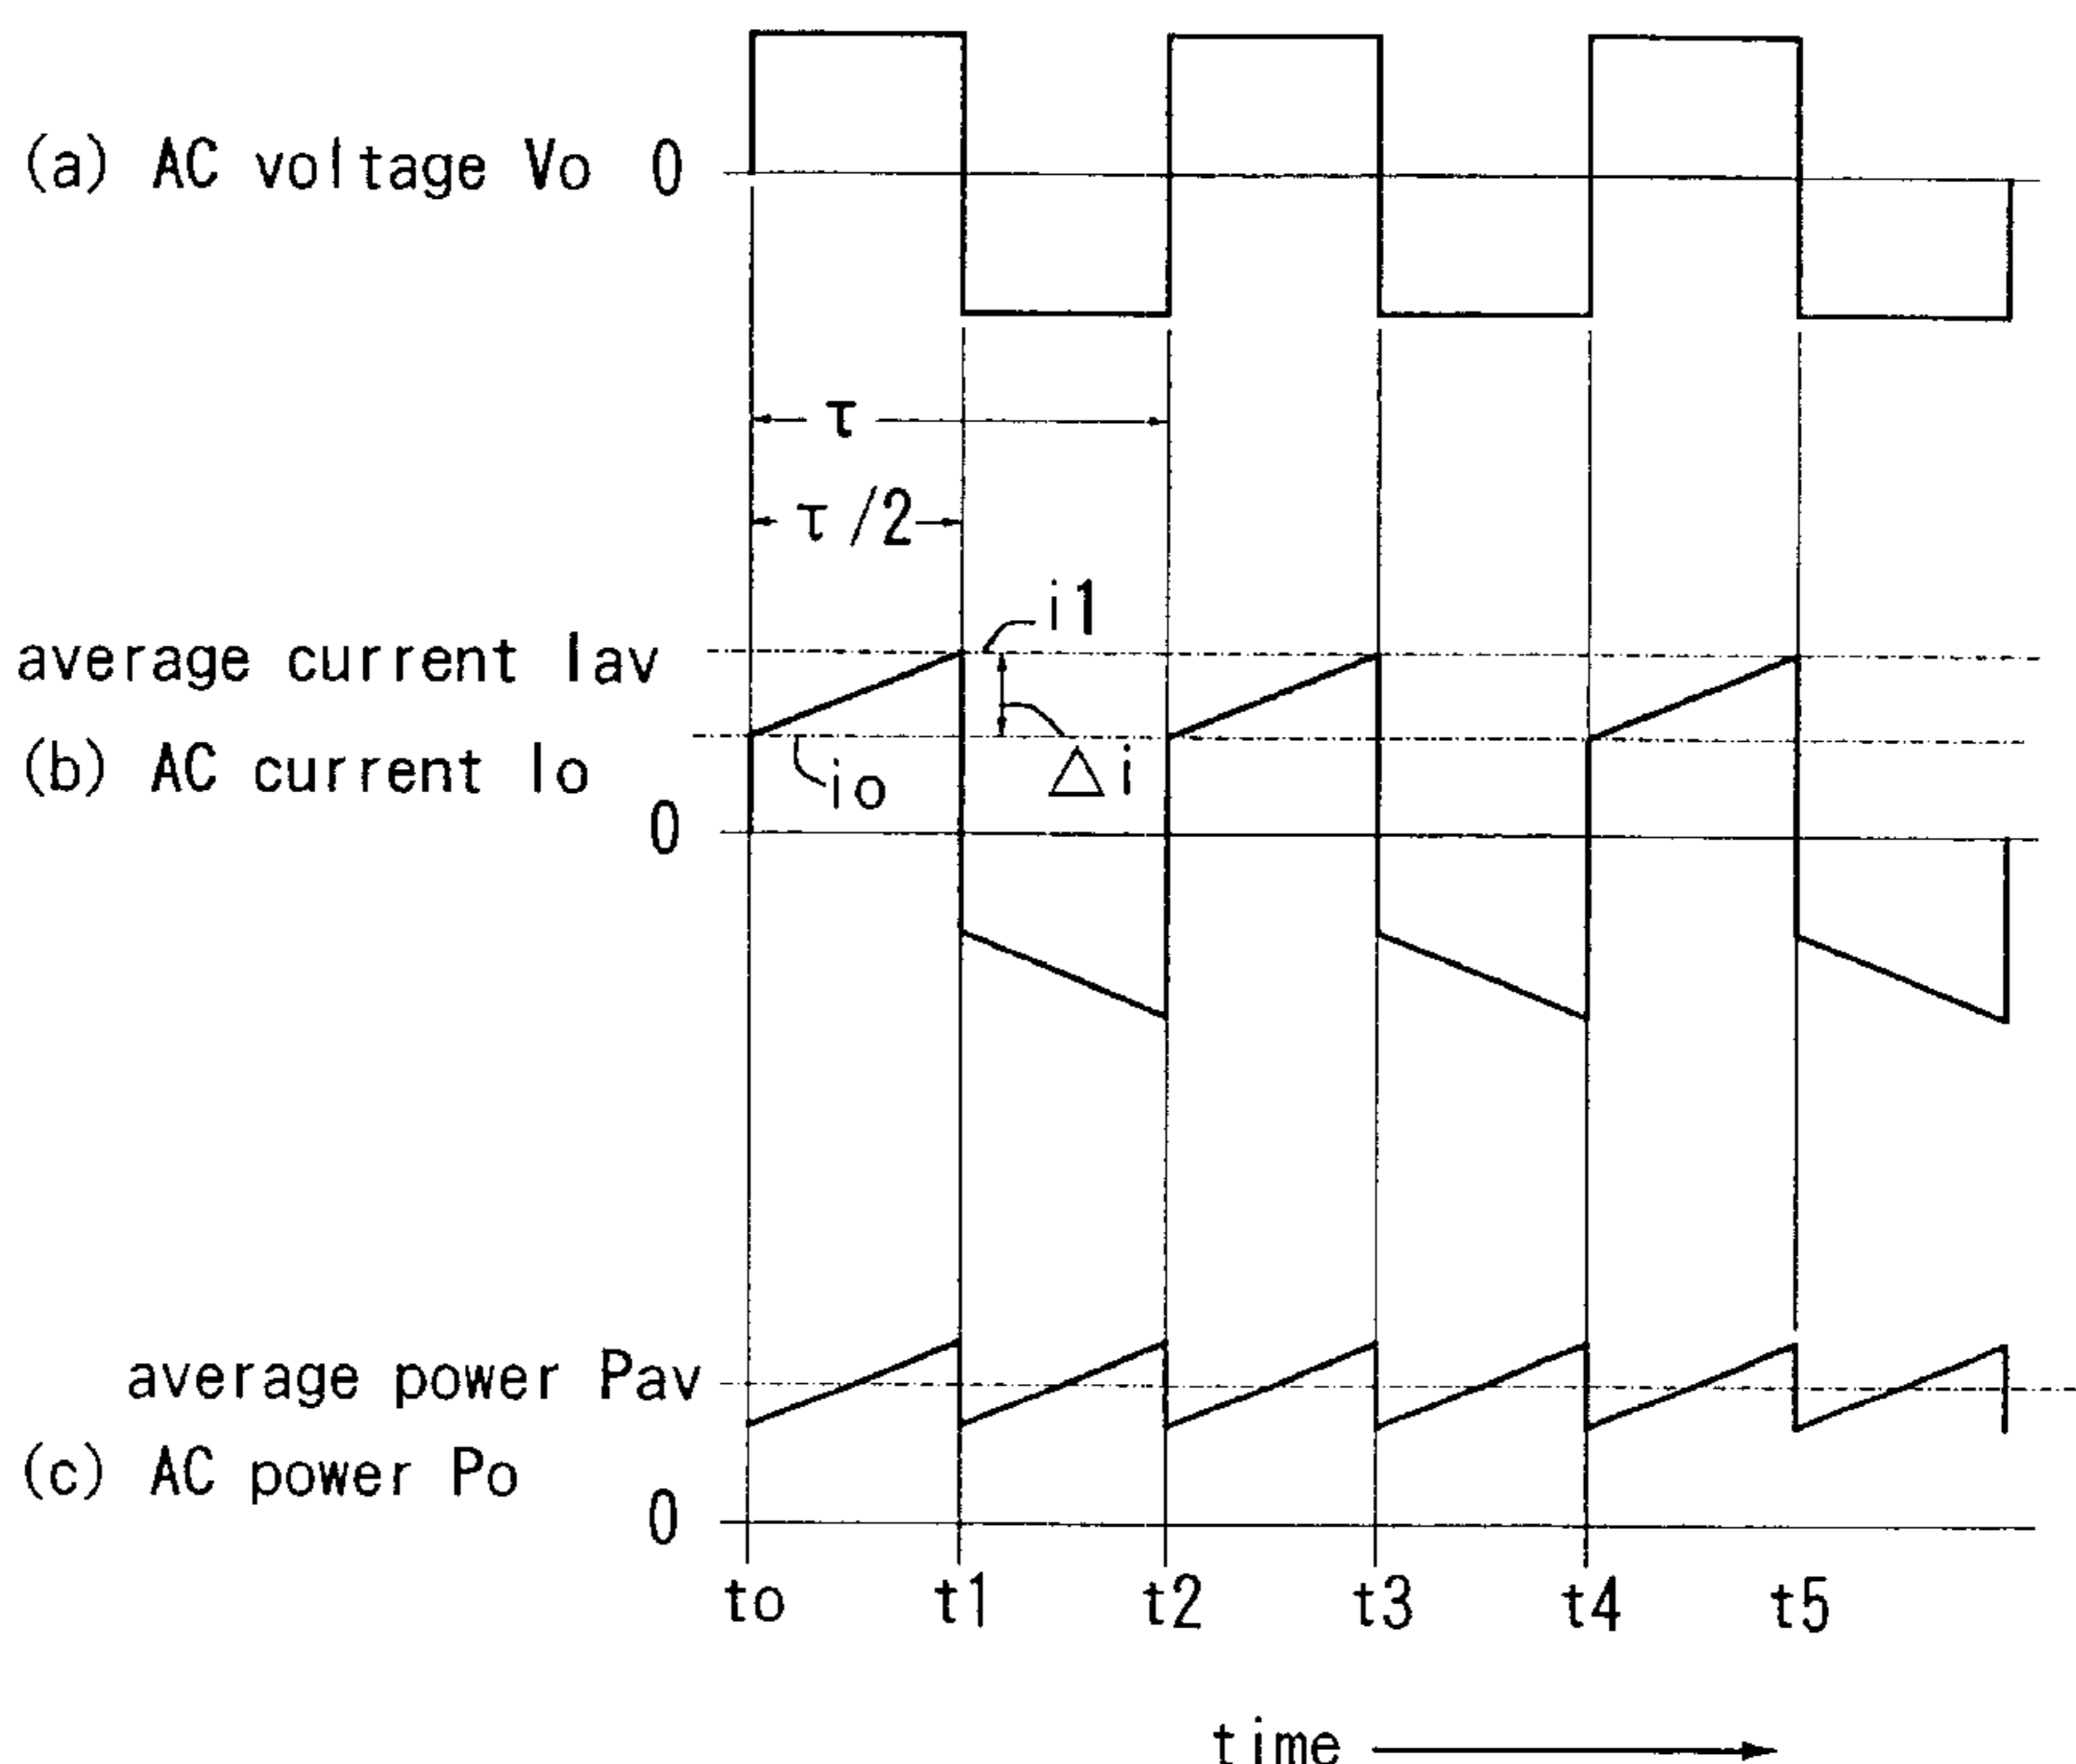 (a) AC voltage Vo 0
τ
τ/2
i1
average current Iav
(b) AC current Io
io
Δi
0
average power Pav
(c) AC power Po
0
to t1 t2 t3 t4 t5
time